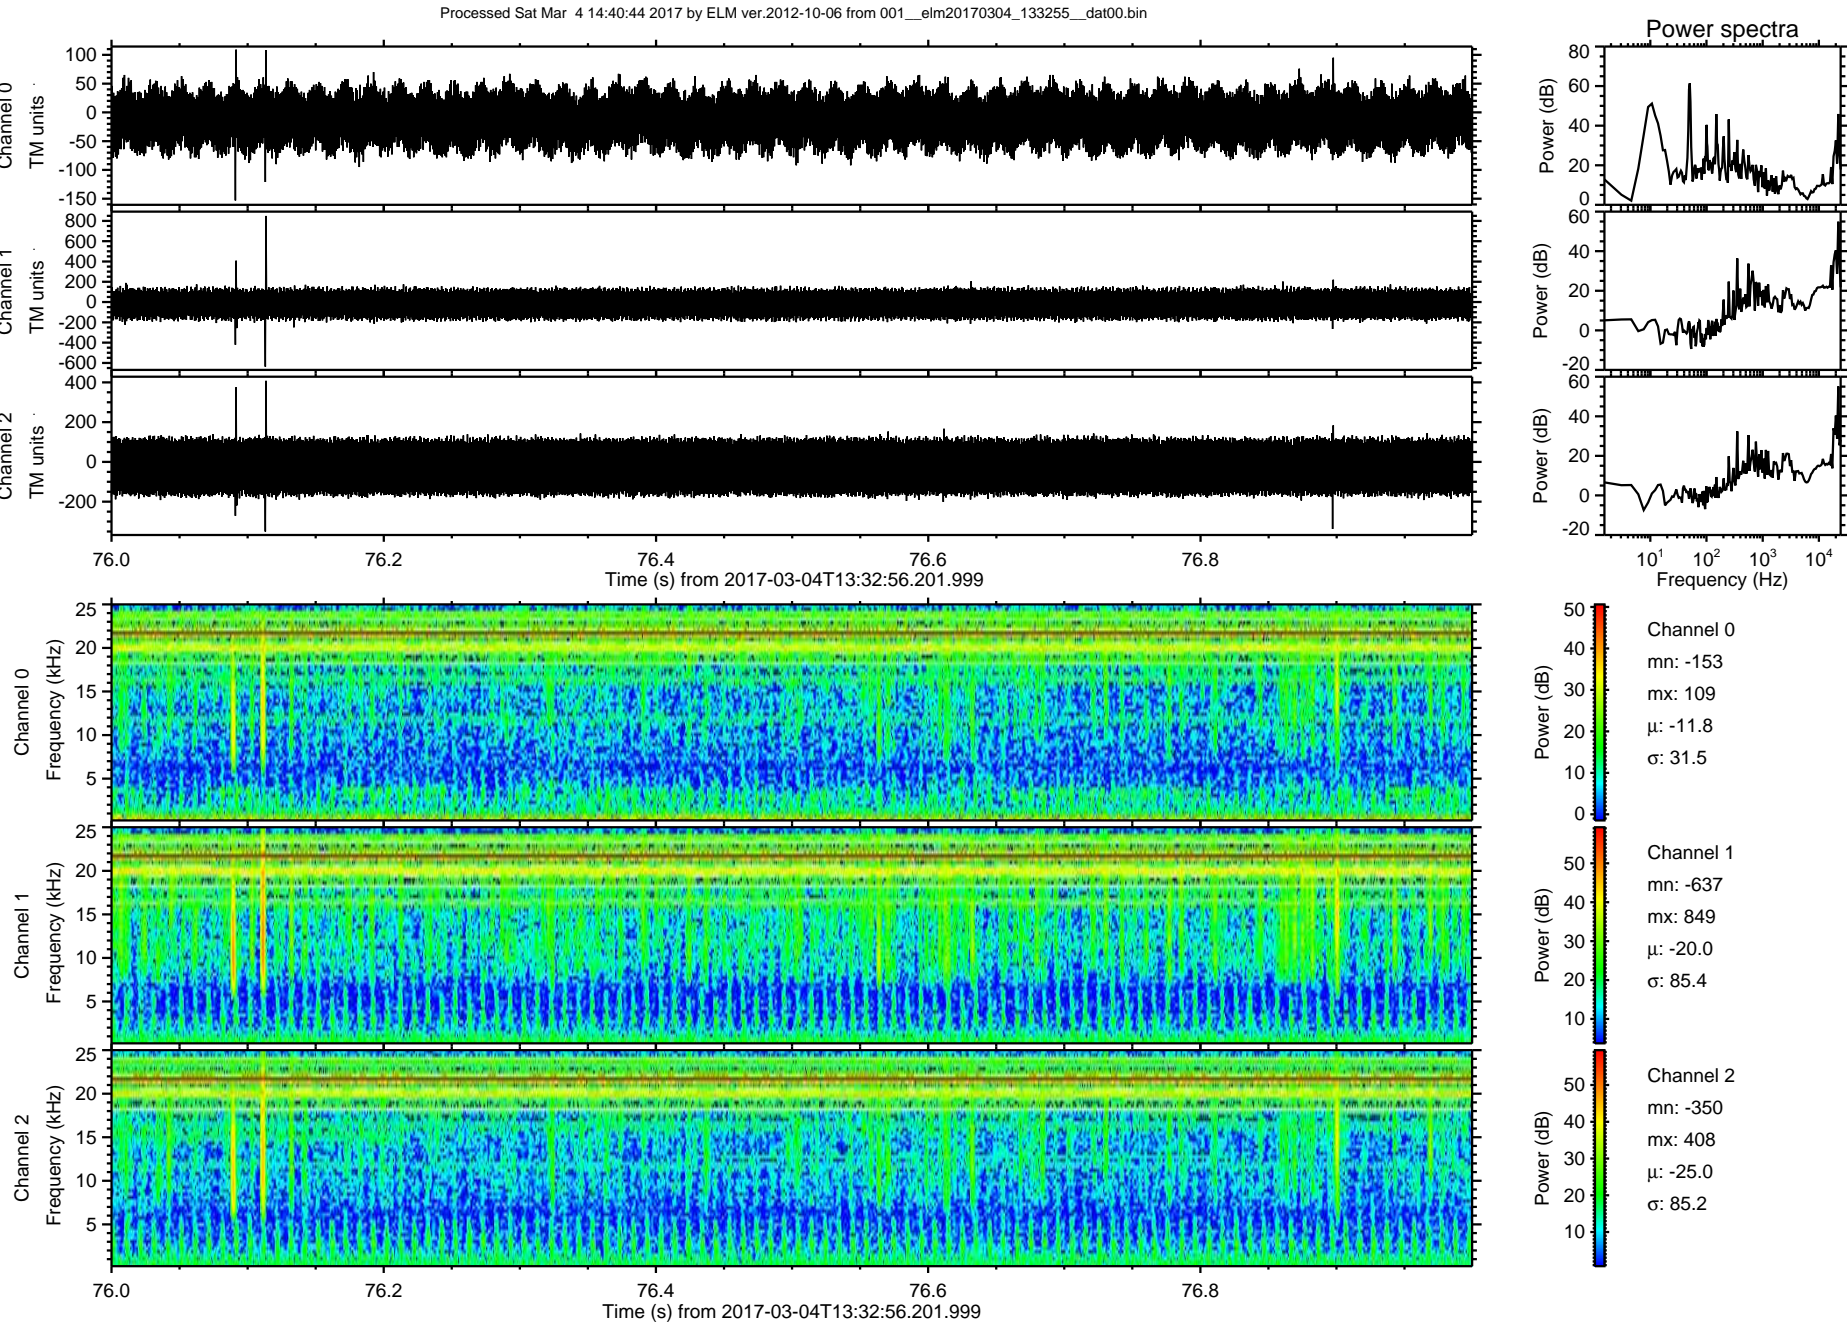 Processed Sat Mar  4 14:40:44 2017 by ELM ver.2012-10-06 from 001__elm20170304_133255__dat00.bin
Power spectra
Channel 0
TM units
100
50
0
-50
-100
-150
Power (dB)
80
60
40
20
0
Channel 1
TM units
800
600
400
200
0
-200
-400
-600
Power (dB)
60
40
20
0
-20
Channel 2
TM units
400
200
0
-200
Power (dB)
60
40
20
0
-20
76.0 76.2 76.4 76.6 76.8
Time (s) from 2017-03-04T13:32:56.201.999
10¹ 10² 10³ 10⁴
Frequency (Hz)
Channel 0
Frequency (kHz)
25
20
15
10
5
Power (dB)
50
40
30
20
10
0
Channel 0
mn: -153
mx: 109
μ: -11.8
σ: 31.5
Channel 1
Frequency (kHz)
25
20
15
10
5
Power (dB)
50
40
30
20
10
Channel 1
mn: -637
mx: 849
μ: -20.0
σ: 85.4
Channel 2
Frequency (kHz)
25
20
15
10
5
Power (dB)
50
40
30
20
10
Channel 2
mn: -350
mx: 408
μ: -25.0
σ: 85.2
76.0 76.2 76.4 76.6 76.8
Time (s) from 2017-03-04T13:32:56.201.999